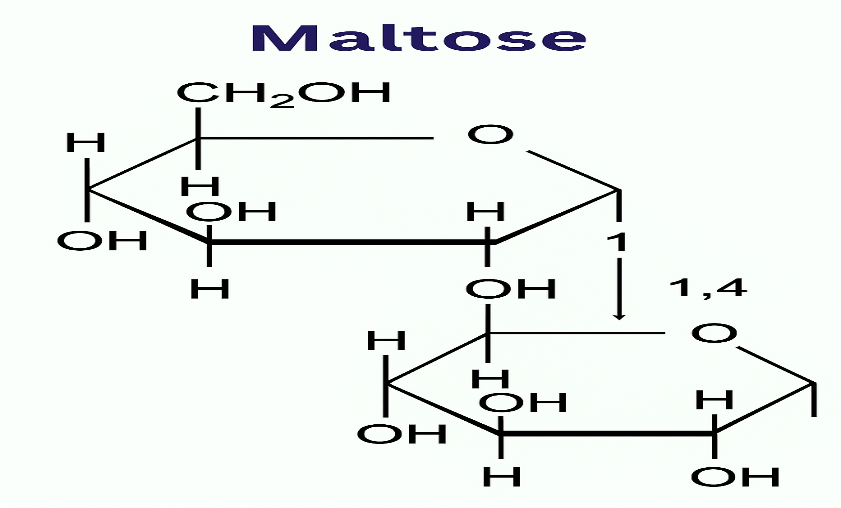 Maltose
CH₂OH
H O
H
OH H
OH 1
H OH 1,4
H O
H
OH H
OH
H OH